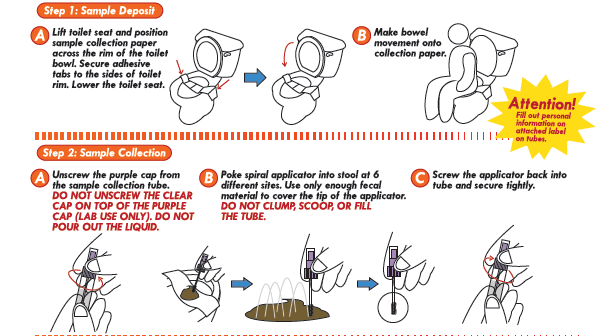 Step 1: Sample Deposit
A
Lift toilet seat and position
sample collection paper
across the rim of the toilet
bowl. Secure adhesive
tabs to the sides of toilet
rim. Lower the toilet seat.
B
Make bowel
movement onto
collection paper.
Attention!
Fill out personal
information on
attached label
on tubes.
Step 2: Sample Collection
A
Unscrew the purple cap from
the sample collection tube.
DO NOT UNSCREW THE CLEAR
CAP ON TOP OF THE PURPLE
CAP (LAB USE ONLY). DO NOT
POUR OUT THE LIQUID.
B
Poke spiral applicator into stool at 6
different sites. Use only enough fecal
material to cover the tip of the applicator.
DO NOT CLUMP, SCOOP, OR FILL
THE TUBE.
C
Screw the applicator back into
tube and secure tightly.